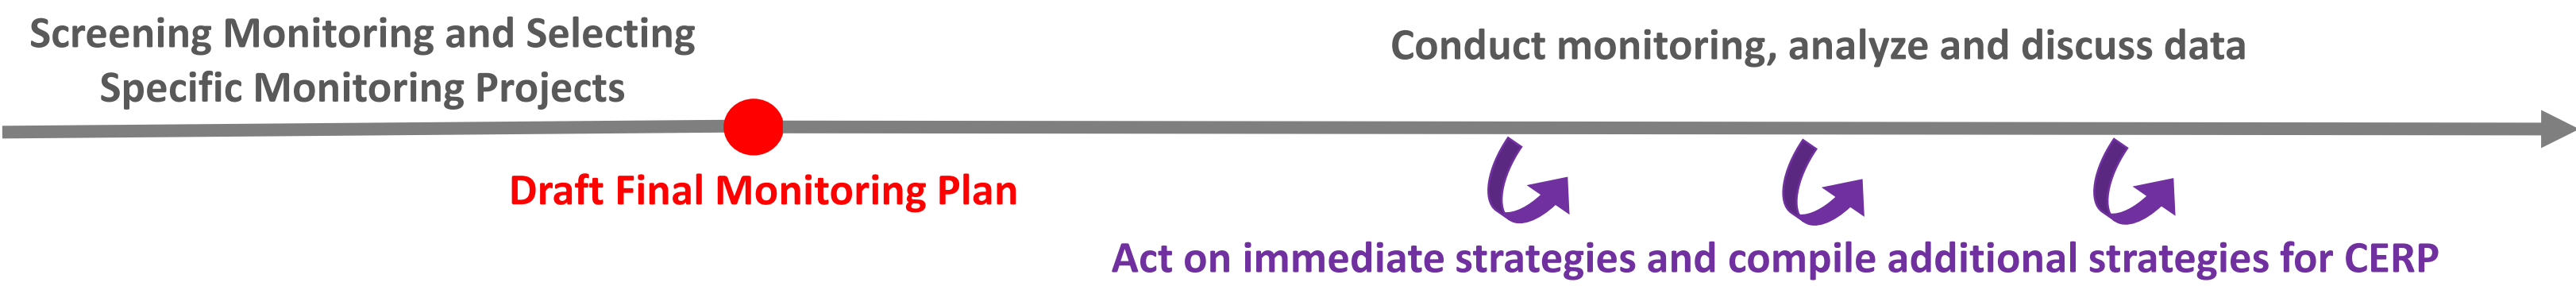 Screening Monitoring and Selecting
Specific Monitoring Projects
Conduct monitoring, analyze and discuss data
Draft Final Monitoring Plan
Act on immediate strategies and compile additional strategies for CERP